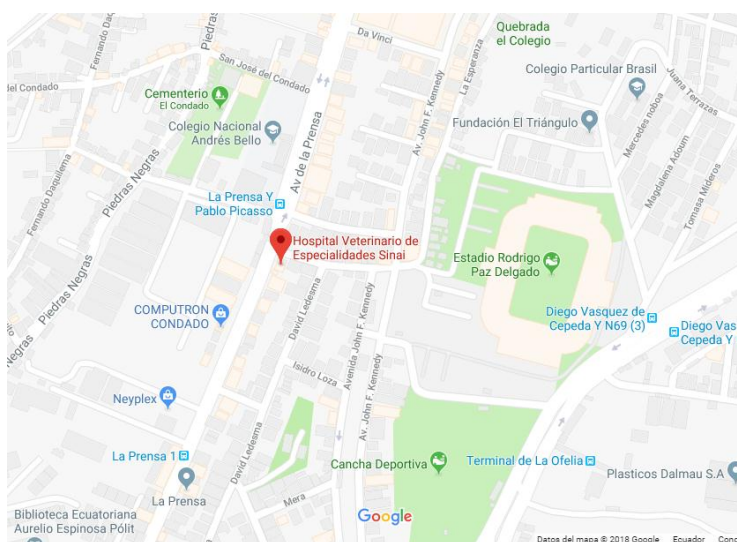 Da Vinci
Quebrada
el Colegio
Piedras
Fernando Daquilema
San José del Condado
La Esperanza
Colegio Particular Brasil
Juana Terrazas
del Condado
Cementerio
El Condado
Av. John F. Kennedy
Mercedes noboa
Colegio Nacional
Andrés Bello
Fundación El Triángulo
Av de la Prensa
Magdalena Adoum
Tomasa Mideros
Piedras Negras
Fernando Daquilema
La Prensa Y
Pablo Picasso
Hospital Veterinario de
Especialidades Sinai
Estadio Rodrigo
Paz Delgado
Piedras Negras
COMPUTRON
CONDADO
David Ledesma
Avenida John F. Kennedy
Diego Vasquez de
Cepeda Y N69 (3)
Diego Vas
Cepeda Y
Negras
Isidro Loza
Neyplex
Av. John F. Kennedy
La Prensa 1
David Ledesma
Cancha Deportiva
Terminal de La Ofelia
Plasticos Dalmau S.A
La Prensa
Mera
Biblioteca Ecuatoriana
Aurelio Espinosa Pólit
Google
Datos del mapa © 2018 Google Ecuador Cond